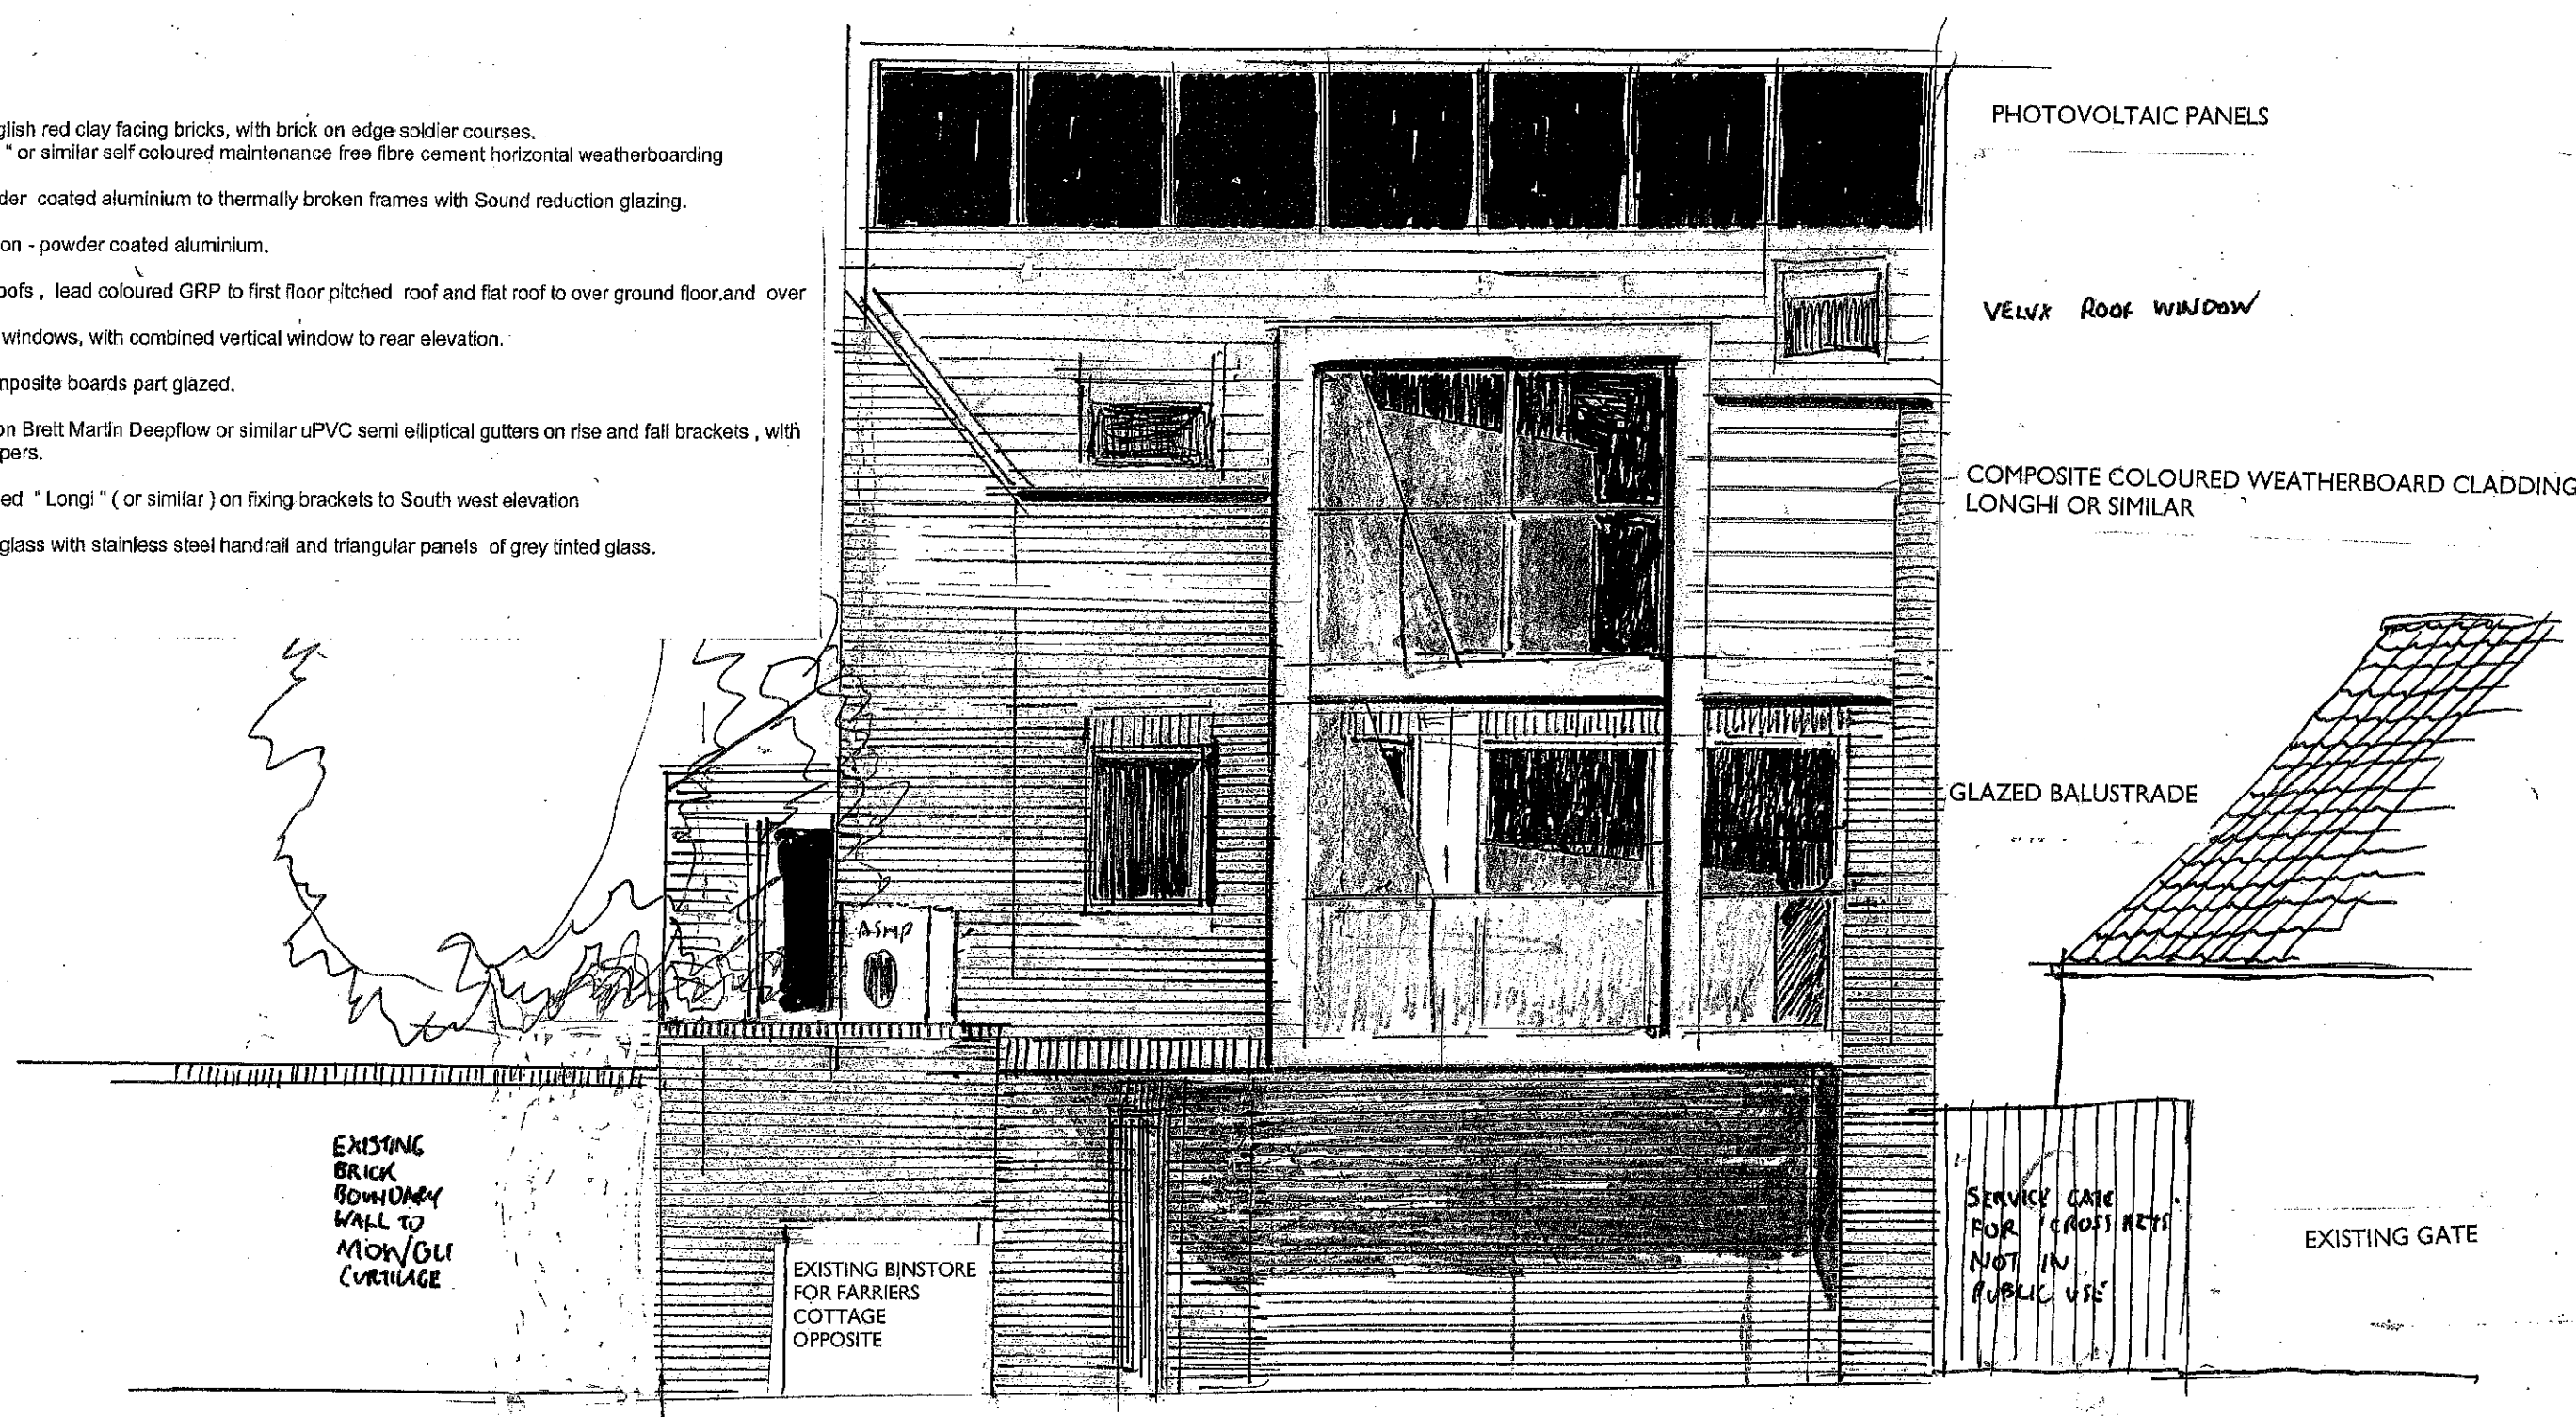 glish red clay facing bricks, with brick on edge soldier courses.
" or similar self coloured maintenance free fibre cement horizontal weatherboarding
der coated aluminium to thermally broken frames with Sound reduction glazing.
on - powder coated aluminium.
oofs , lead coloured GRP to first floor pitched roof and flat roof to over ground floor.and over
windows, with combined vertical window to rear elevation.
mposite boards part glazed.
on Brett Martin Deepflow or similar uPVC semi elliptical gutters on rise and fall brackets , with
pers.
ed " Longi " ( or similar ) on fixing brackets to South west elevation
glass with stainless steel handrail and triangular panels of grey tinted glass.
PHOTOVOLTAIC PANELS
VELUX ROOF WINDOW
COMPOSITE COLOURED WEATHERBOARD CLADDING
LONGHI OR SIMILAR
GLAZED BALUSTRADE
ASHP
EXISTING
BRICK
BOUNDARY
WALL TO
CURTILAGE
EXISTING BINSTORE
FOR FARRIERS
COTTAGE
OPPOSITE
SERVICE GATE
FOR CROSS KEYS
NOT IN
PUBLIC USE
EXISTING GATE